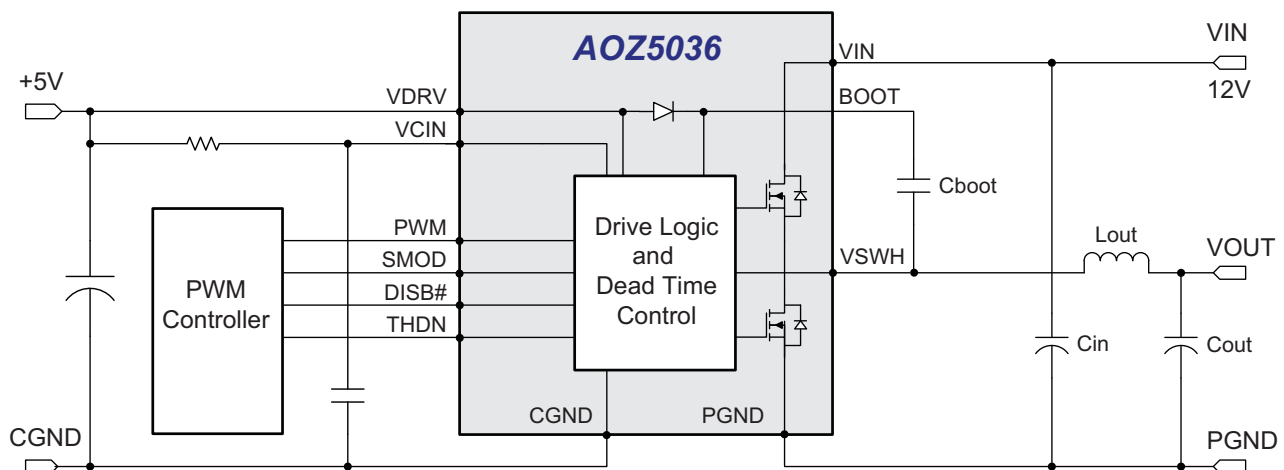 AOZ5036
VIN
VIN
+5V
12V
VDRV
BOOT
VCIN
Cboot
Drive Logic
and
Dead Time
Control
PWM
SMOD
DISB#
THDN
PWM
Controller
VSWH
Lout
VOUT
Cin
Cout
CGND
PGND
CGND
PGND